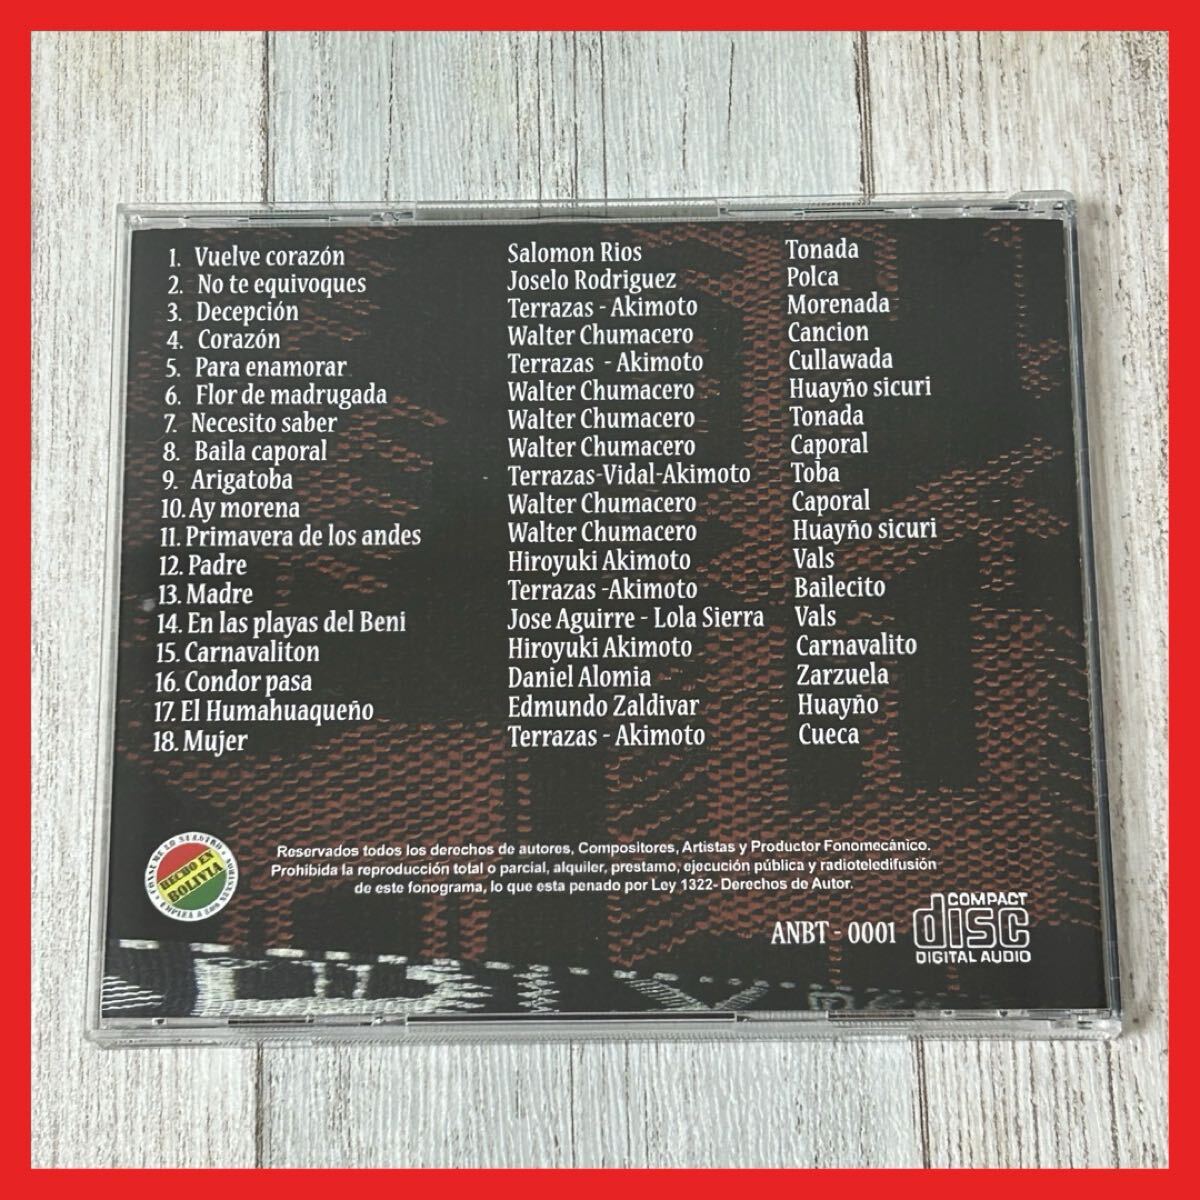 1. Vuelve corazón Salomon Rios Tonada
2. No te equivoques Joselo Rodriguez Polca
3. Decepción Terrazas - Akimoto Morenada
4. Corazón Walter Chumacero Cancion
5. Para enamorar Terrazas - Akimoto Cullawada
6. Flor de madrugada Walter Chumacero Huayño sicuri
7. Necesito saber Walter Chumacero Tonada
8. Baila caporal Walter Chumacero Caporal
9. Arigatoba Terrazas-Vidal-Akimoto Toba
10. Ay morena Walter Chumacero Caporal
11. Primavera de los andes Walter Chumacero Huayño sicuri
12. Padre Hiroyuki Akimoto Vals
13. Madre Terrazas -Akimoto Bailecito
14. En las playas del Beni Jose Aguirre - Lola Sierra Vals
15. Carnavaliton Hiroyuki Akimoto Carnavalito
16. Condor pasa Daniel Alomia Zarzuela
17. El Humahuaqueño Edmundo Zaldivar Huayño
18. Mujer Terrazas - Akimoto Cueca
CONSUME LO NUESTRO
HECHO EN
BOLIVIA
EMPLEA A LOS
Reservados todos los derechos de autores, Compositores, Artistas y Productor Fonomecánico.
Prohibida la reproducción total o parcial, alquiler, prestamo, ejecución pública y radioteledifusión
de este fonograma, lo que esta penado por Ley 1322- Derechos de Autor.
ANBT - 0001
COMPACT
disc
DIGITAL AUDIO